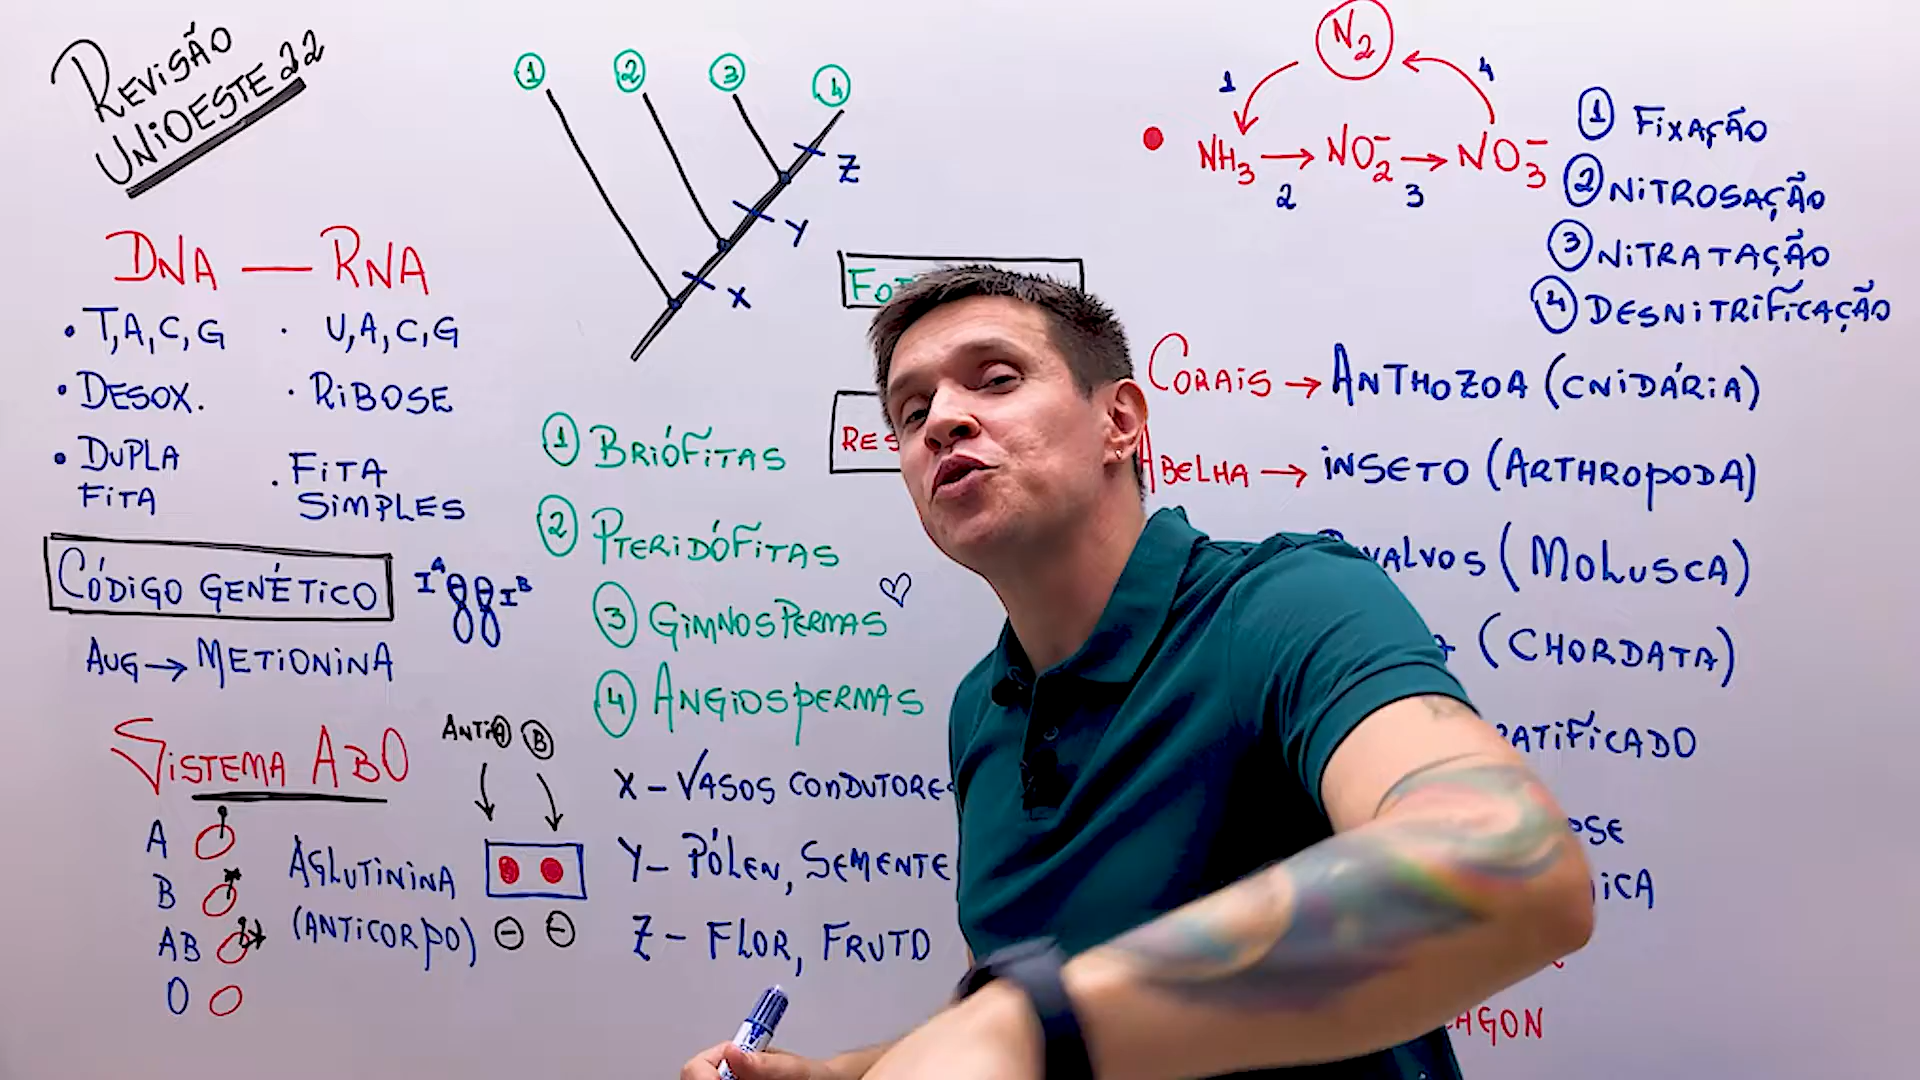 REVISÃO
UNIOESTE 22
DNA — RNA
• T, A, C, G
• U, A, C, G
• DESOX.
• RIBOSE
• DUPLA
FITA
• FITA
SIMPLES
CÓDIGO GENÉTICO
I^A I^B
AUG → METIONINA
SISTEMA ABO
ANTI A B
A
B
AB
O
AGLUTININA
(ANTICORPO)
− −
1 2 3 4
Z
Y
X
1 BRIÓFITAS
2 PTERIDÓFITAS
3 GIMNOSPERMAS
4 ANGIOSPERMAS
X – VASOS CONDUTORE
Y – PÓLEN, SEMENTE
Z – FLOR, FRUTO
FOT
RES
N2
1 4
NH3 → NO2⁻ → NO3⁻
2 3
1 FIXAÇÃO
2 NITROSAÇÃO
3 NITRATAÇÃO
4 DESNITRIFICAÇÃO
CORAIS → ANTHOZOA (CNIDÁRIA)
ABELHA → INSETO (ARTHROPODA)
VALVOS (MOLUSCA)
(CHORDATA)
RATIFICADO
OSE
ICA
AGON